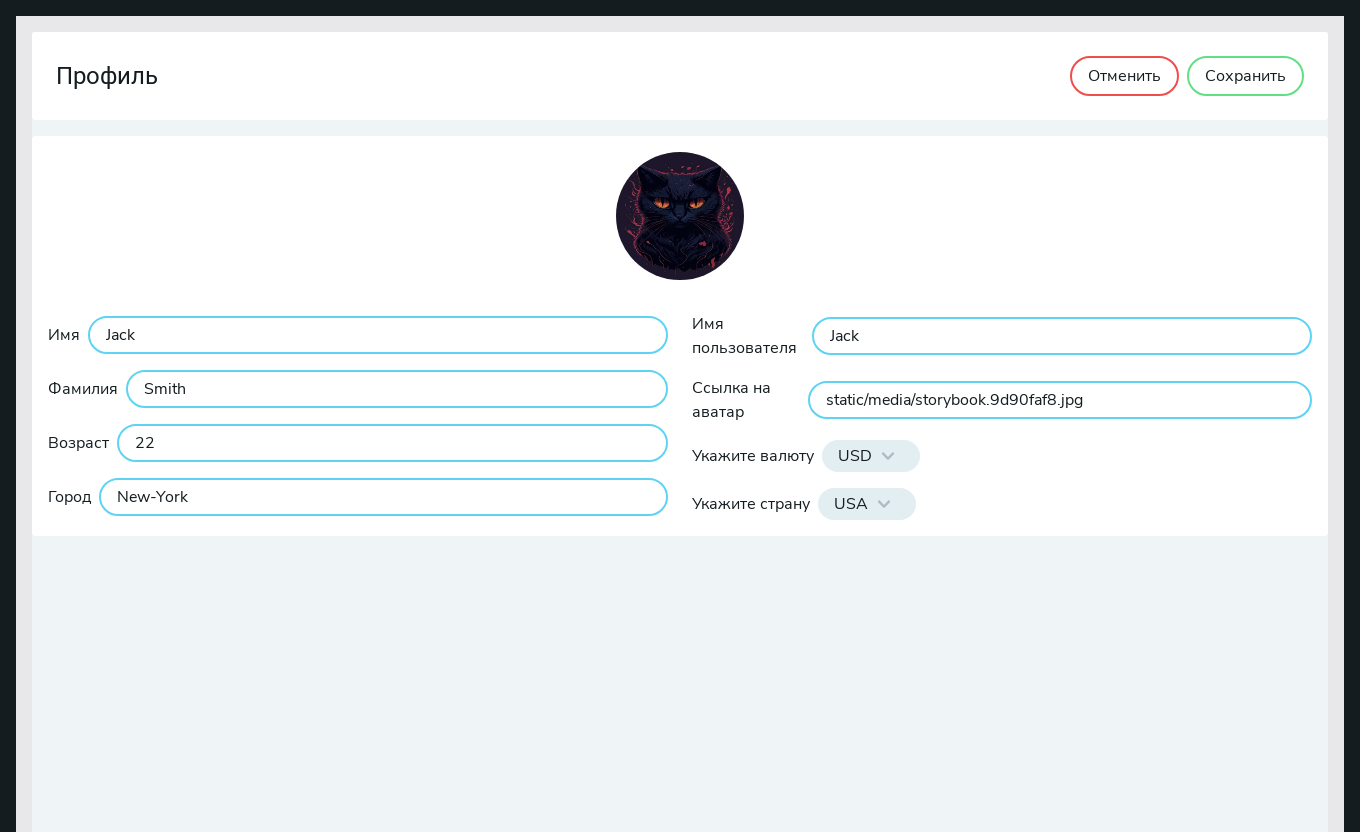 Профиль
Отменить
Сохранить
Имя
Jack
Фамилия
Smith
Возраст
22
Город
New-York
Имя
пользователя
Jack
Ссылка на
аватар
static/media/storybook.9d90faf8.jpg
Укажите валюту
USD
Укажите страну
USA